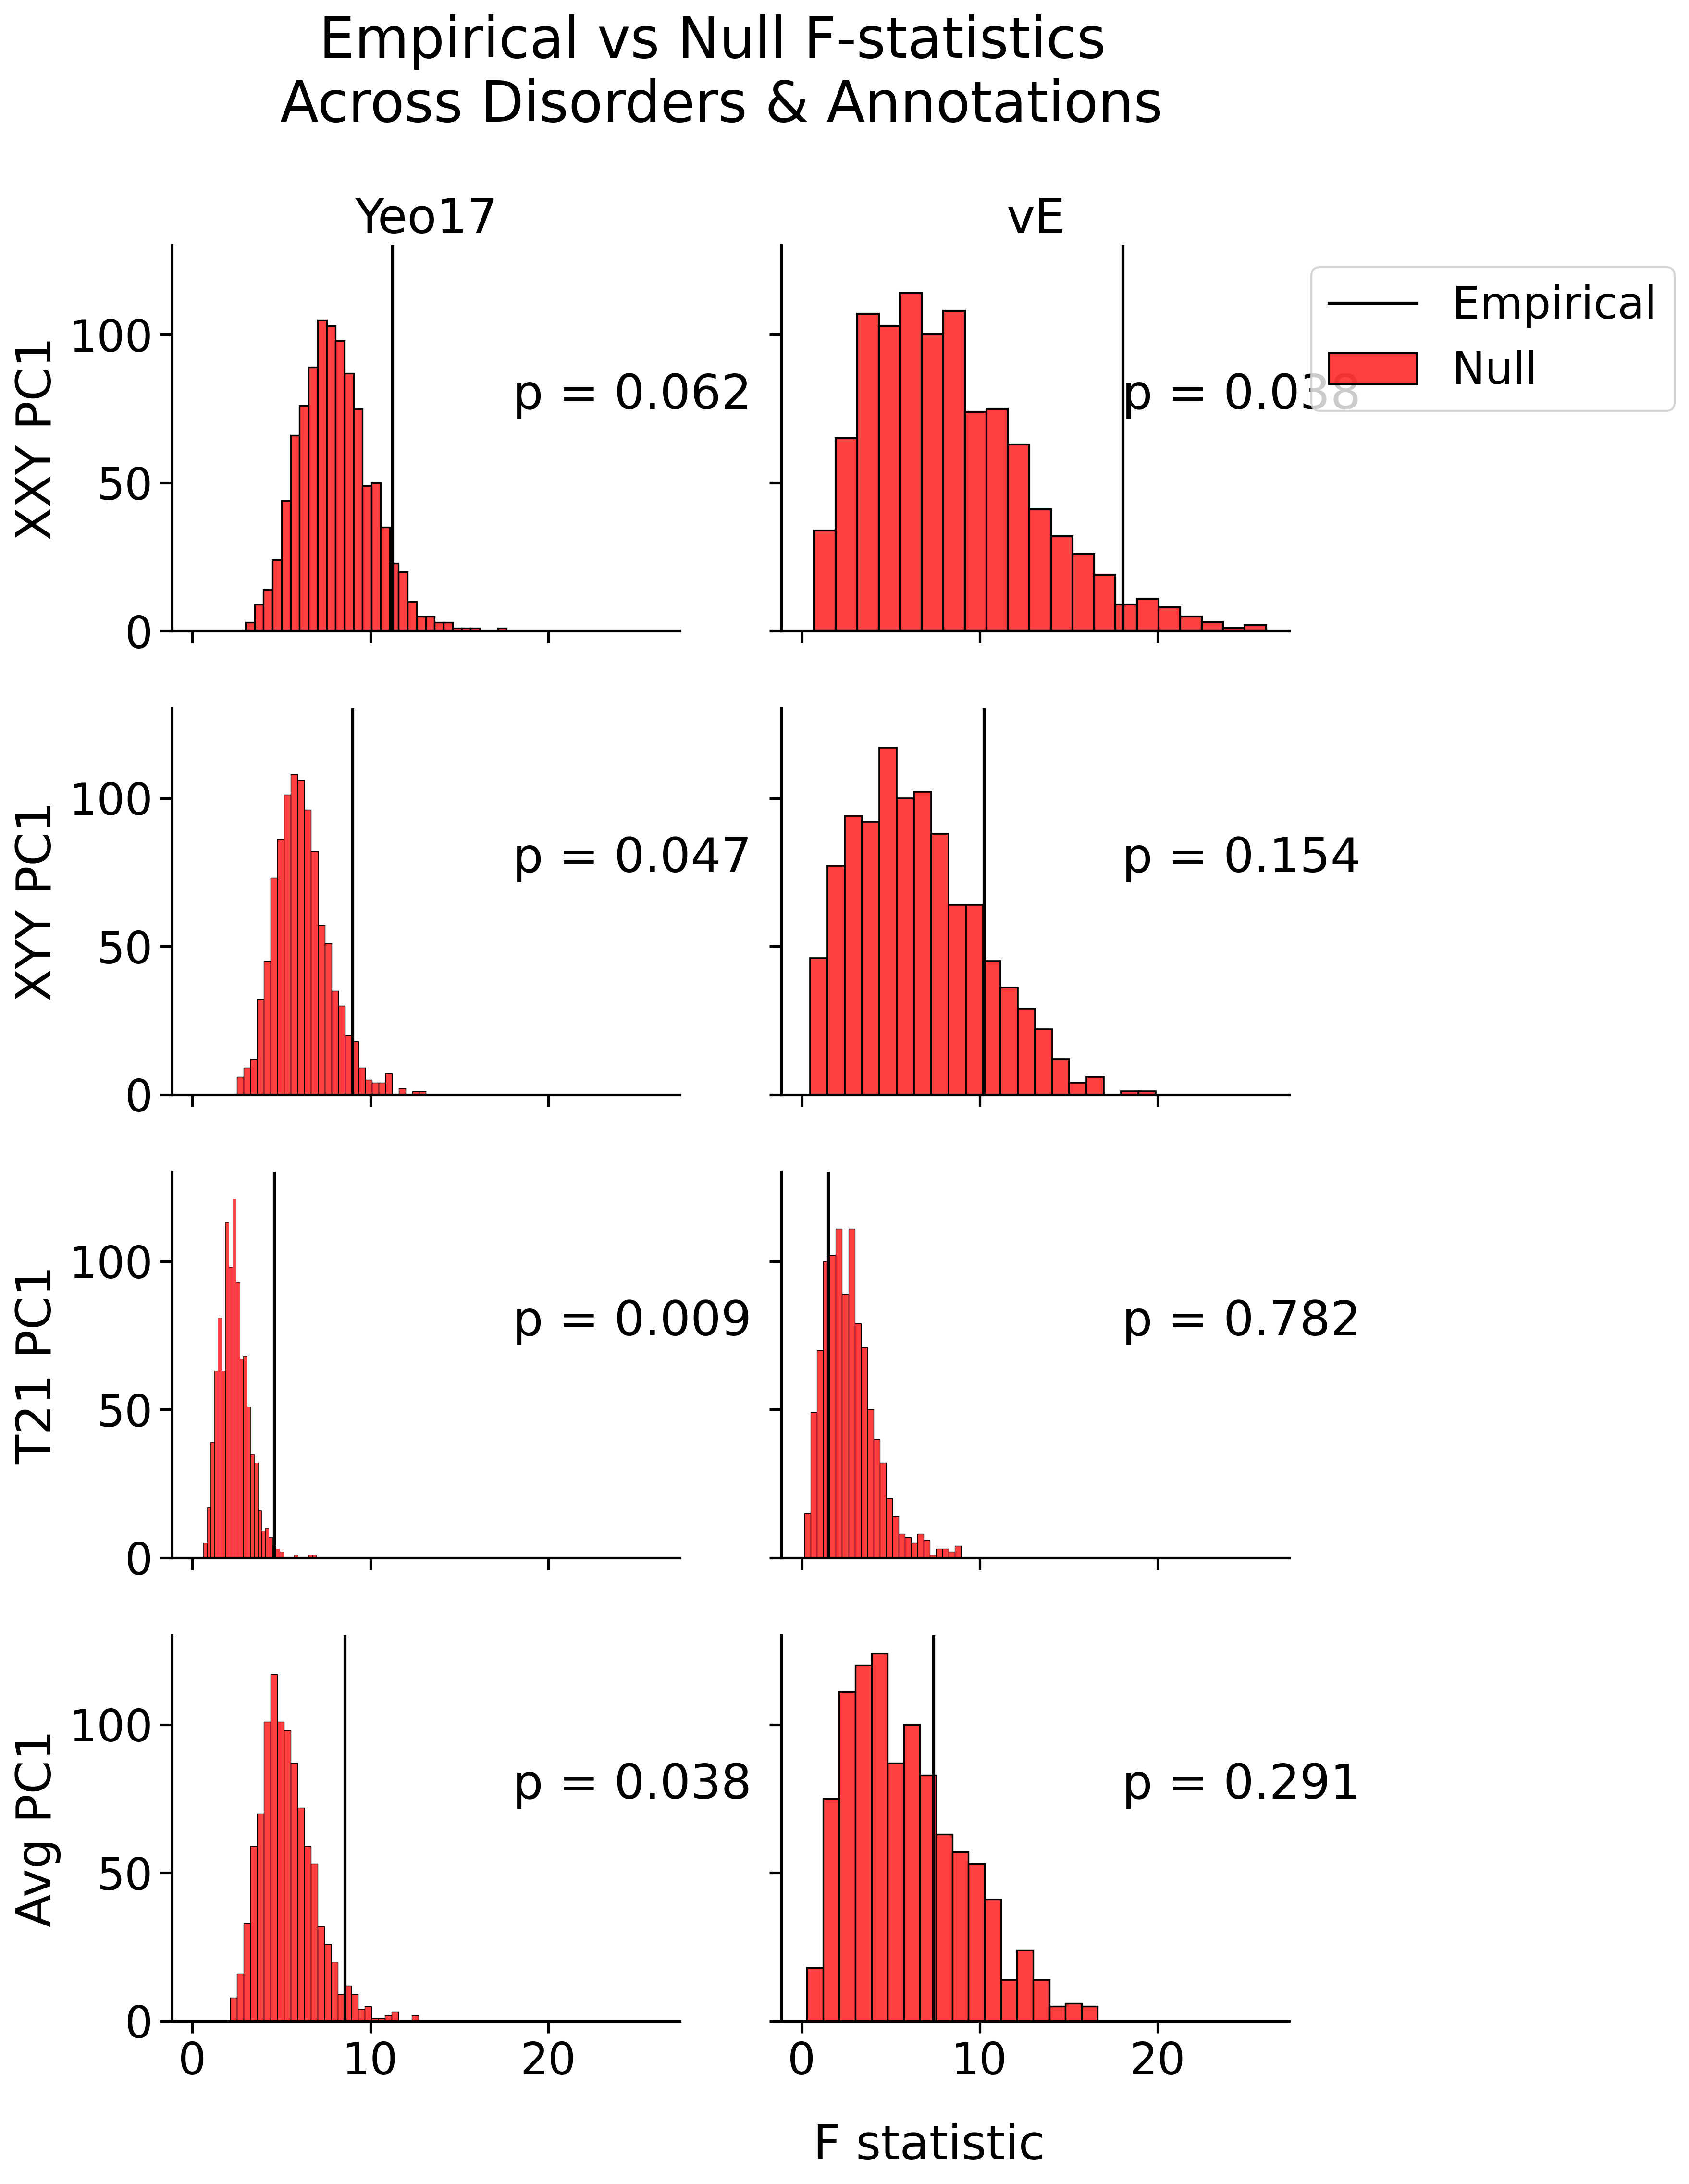 Empirical vs Null F-statistics
Across Disorders & Annotations
Yeo17
vE
XXY PC1
100
50
0
p = 0.062
p = 0.038
Empirical
Null
XYY PC1
100
50
0
p = 0.047
p = 0.154
T21 PC1
100
50
0
p = 0.009
p = 0.782
Avg PC1
100
50
0
p = 0.038
p = 0.291
0 10 20
0 10 20
F statistic